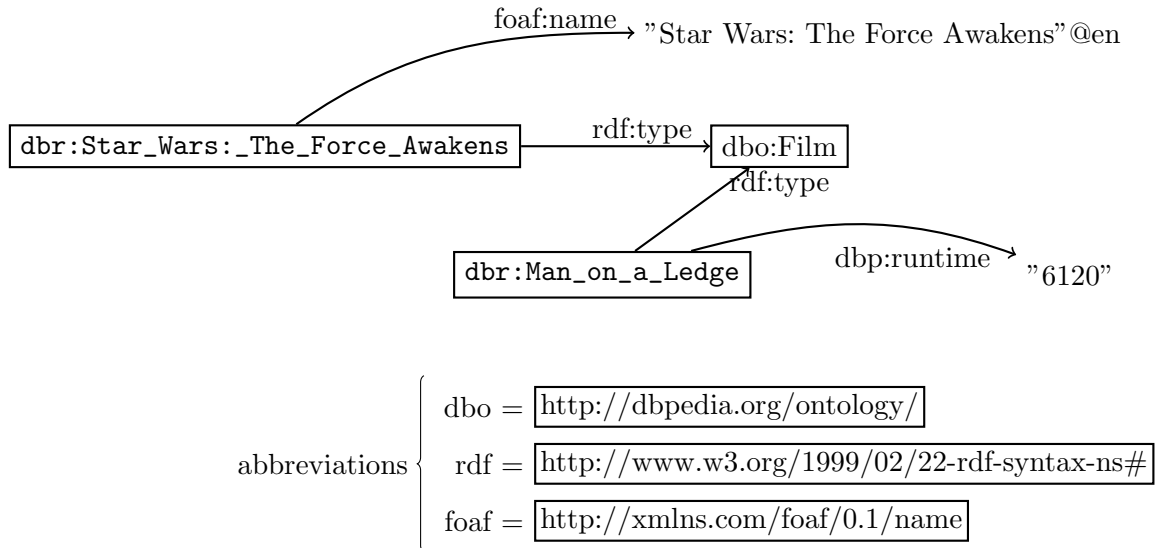 foaf:name
"Star Wars: The Force Awakens"@en
dbr:Star_Wars:_The_Force_Awakens
rdf:type
dbo:Film
rdf:type
dbr:Man_on_a_Ledge
dbp:runtime
"6120"
abbreviations
dbo = http://dbpedia.org/ontology/
rdf = http://www.w3.org/1999/02/22-rdf-syntax-ns#
foaf = http://xmlns.com/foaf/0.1/name